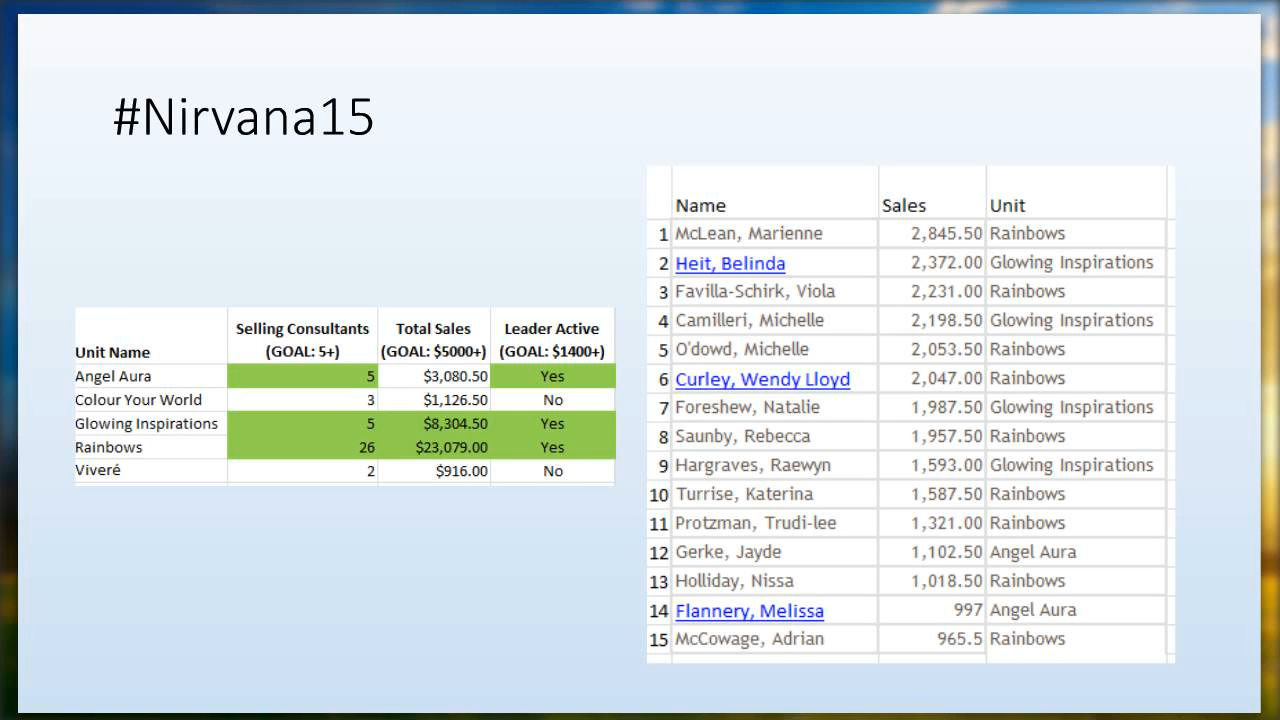 #Nirvana15
Selling Consultants Total Sales Leader Active
Unit Name (GOAL: 5+) (GOAL: $5000+) (GOAL: $1400+)
Angel Aura 5 $3,080.50 Yes
Colour Your World 3 $1,126.50 No
Glowing Inspirations 5 $8,304.50 Yes
Rainbows 26 $23,079.00 Yes
Viveré 2 $916.00 No
Name Sales Unit
1 McLean, Marienne 2,845.50 Rainbows
2 Heit, Belinda 2,372.00 Glowing Inspirations
3 Favilla-Schirk, Viola 2,231.00 Rainbows
4 Camilleri, Michelle 2,198.50 Glowing Inspirations
5 O'dowd, Michelle 2,053.50 Rainbows
6 Curley, Wendy Lloyd 2,047.00 Rainbows
7 Foreshew, Natalie 1,987.50 Glowing Inspirations
8 Saunby, Rebecca 1,957.50 Rainbows
9 Hargraves, Raewyn 1,593.00 Glowing Inspirations
10 Turrise, Katerina 1,587.50 Rainbows
11 Protzman, Trudi-lee 1,321.00 Rainbows
12 Gerke, Jayde 1,102.50 Angel Aura
13 Holliday, Nissa 1,018.50 Rainbows
14 Flannery, Melissa 997 Angel Aura
15 McCowage, Adrian 965.5 Rainbows